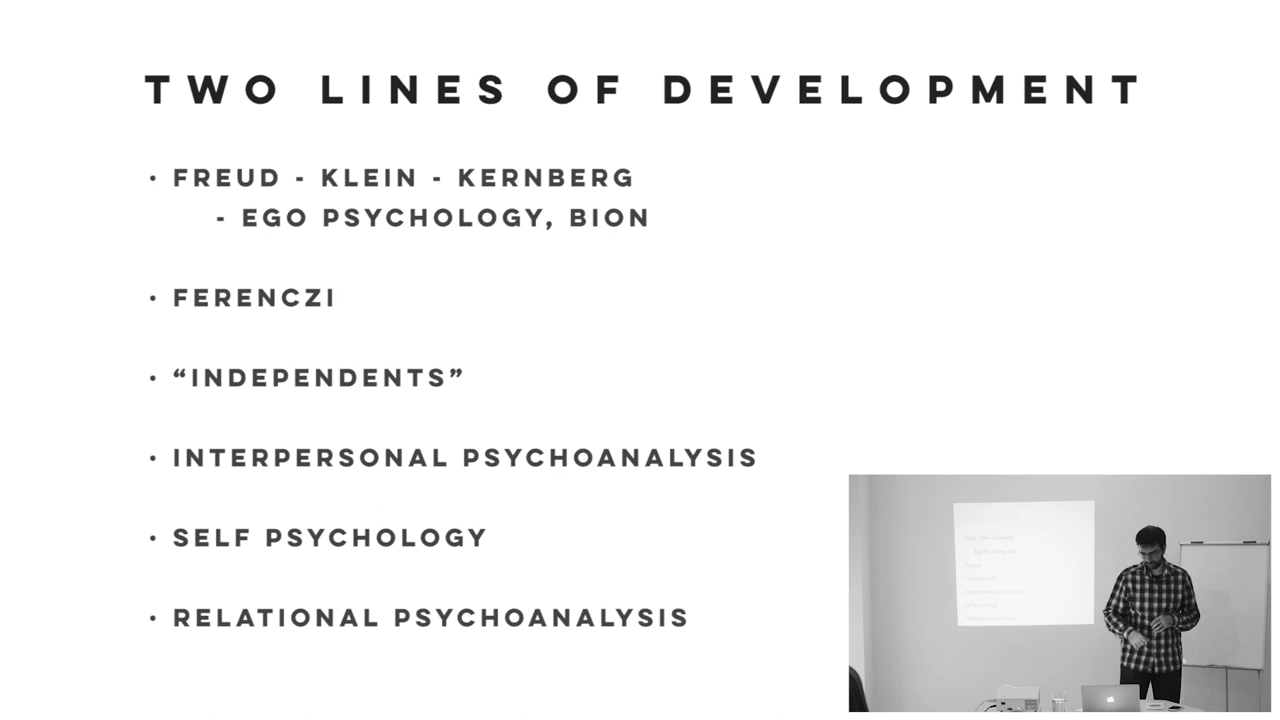 TWO LINES OF DEVELOPMENT
• FREUD - KLEIN - KERNBERG
- EGO PSYCHOLOGY, BION
• FERENCZI
• “INDEPENDENTS”
• INTERPERSONAL PSYCHOANALYSIS
• SELF PSYCHOLOGY
• RELATIONAL PSYCHOANALYSIS